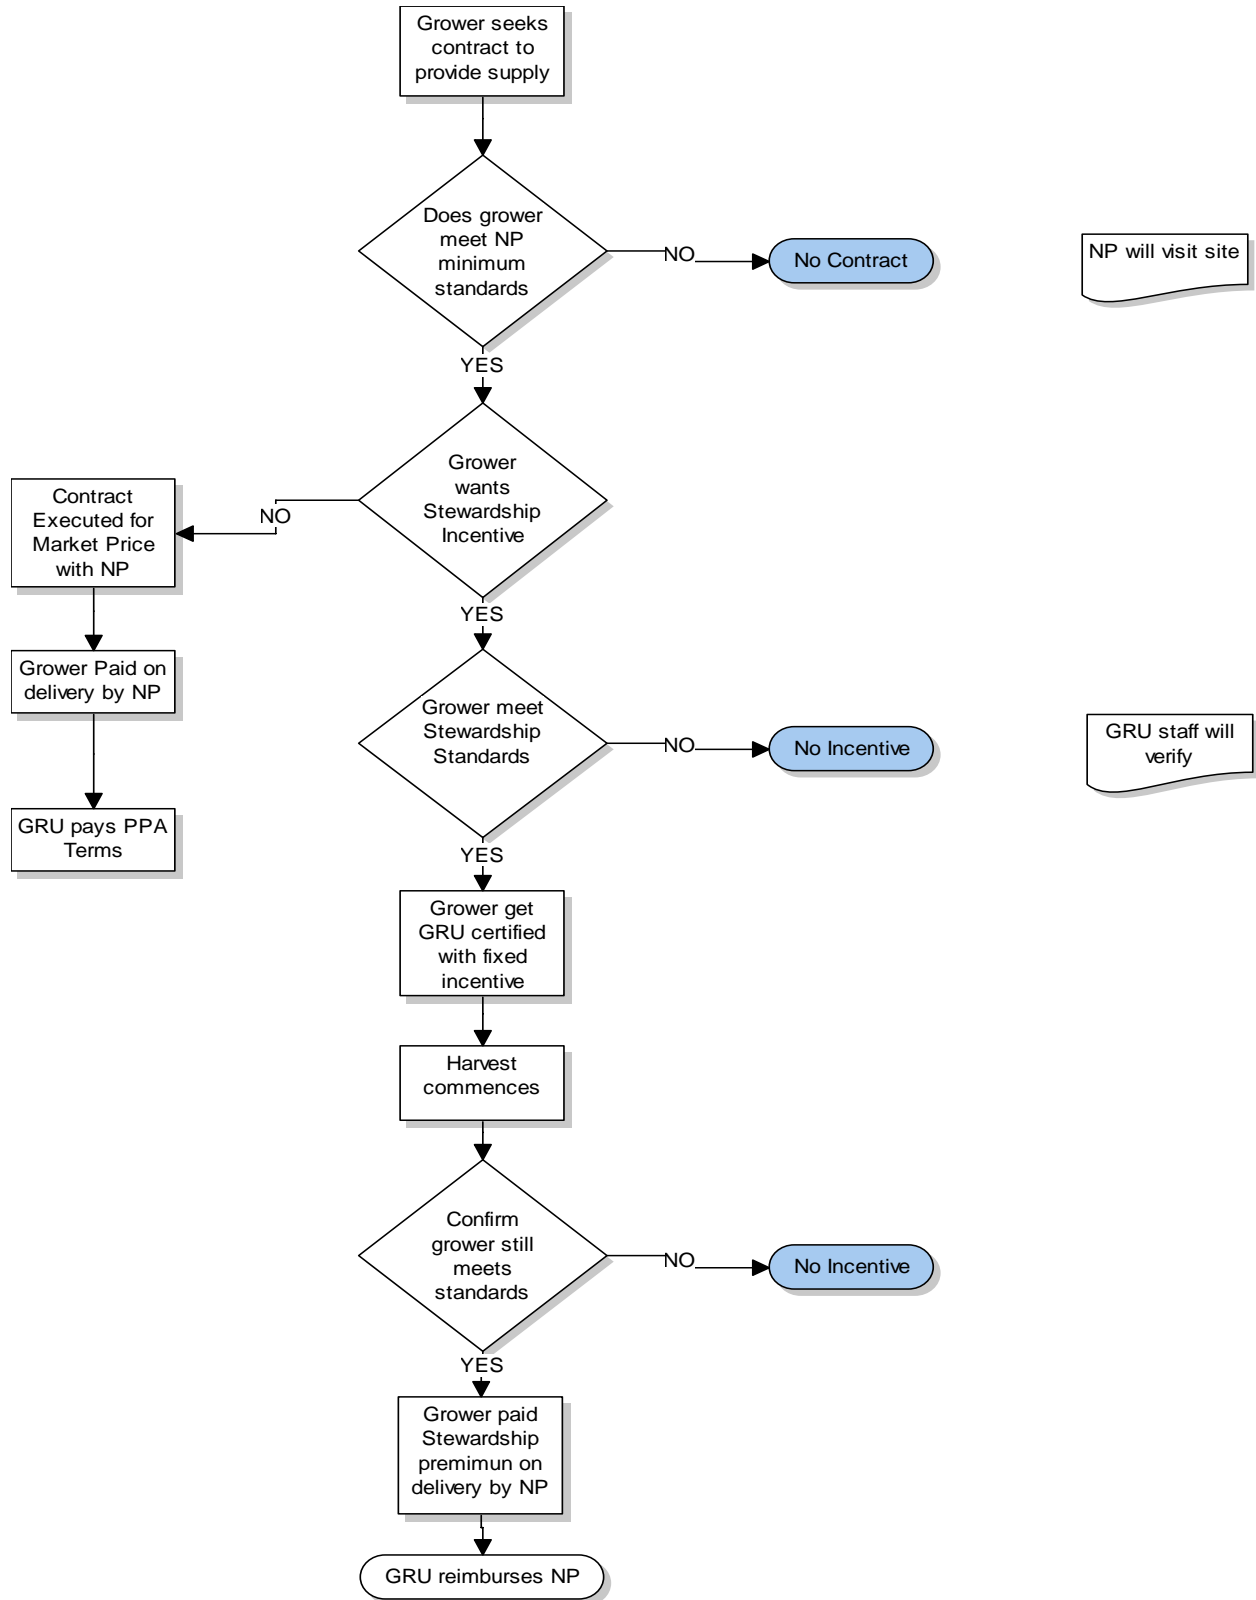 Grower seeks
contract to
provide supply
Does grower
meet NP
minimum
standards
NO
No Contract
NP will visit site
YES
Grower
wants
Stewardship
Incentive
NO
Contract
Executed for
Market Price
with NP
YES
Grower Paid on
delivery by NP
Grower meet
Stewardship
Standards
NO
No Incentive
GRU staff will
verify
GRU pays PPA
Terms
YES
Grower get
GRU certified
with fixed
incentive
Harvest
commences
Confirm
grower still
meets
standards
NO
No Incentive
YES
Grower paid
Stewardship
premimun on
delivery by NP
GRU reimburses NP